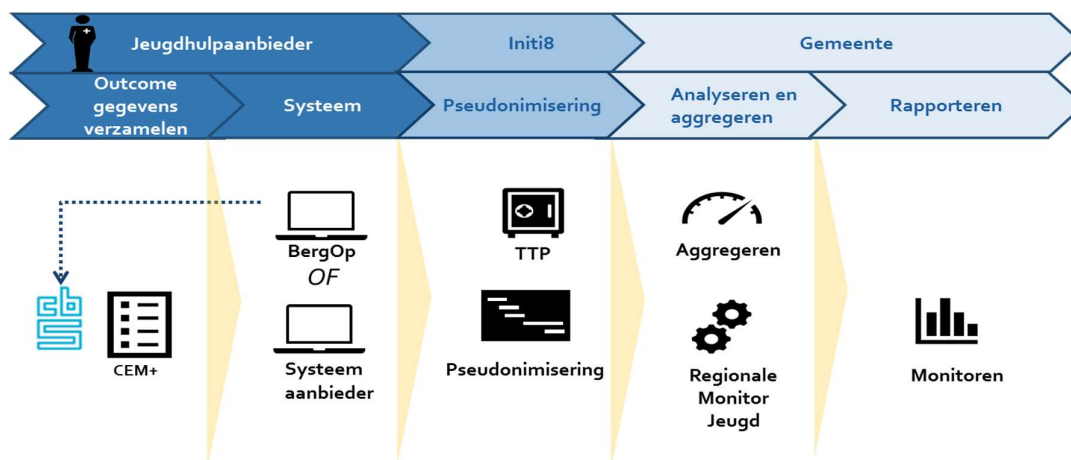 Jeugdhulpaanbieder
Initi8
Gemeente
Outcome
gegevens
verzamelen
Systeem
Pseudonimisering
Analyseren en
aggregeren
Rapporteren
BergOp
OF
Systeem
aanbieder
cbs
CEM+
TTP
Pseudonimisering
Aggregeren
Regionale
Monitor
Jeugd
Monitoren